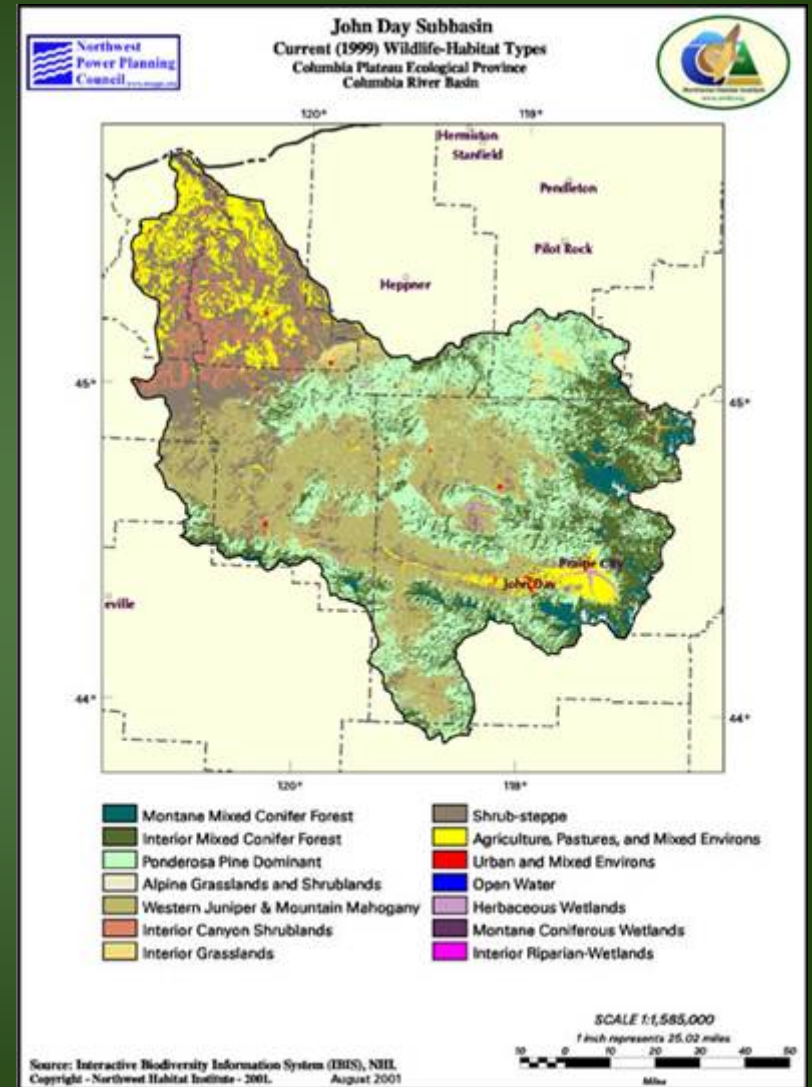 John Day Subbasin
Current (1999) Wildlife-Habitat Types
Columbia Plateau Ecological Province
Columbia River Basin
Northwest
Power Planning
Council
120°
118°
Hermiston
Stanfield
Pendleton
Pilot Rock
Heppner
45°
45°
Prairie City
John Day
eville
44°
44°
120°
118°
Montane Mixed Conifer Forest
Interior Mixed Conifer Forest
Ponderosa Pine Dominant
Alpine Grasslands and Shrublands
Western Juniper & Mountain Mahogany
Interior Canyon Shrublands
Interior Grasslands
Shrub-steppe
Agriculture, Pastures, and Mixed Environs
Urban and Mixed Environs
Open Water
Herbaceous Wetlands
Montane Coniferous Wetlands
Interior Riparian-Wetlands
SCALE 1:1,585,000
1 inch represents 25.02 miles
10 0 10 20 30 40 50
Miles
Source: Interactive Biodiversity Information System (IBIS), NHI.
Copyright - Northwest Habitat Institute - 2001. August 2001